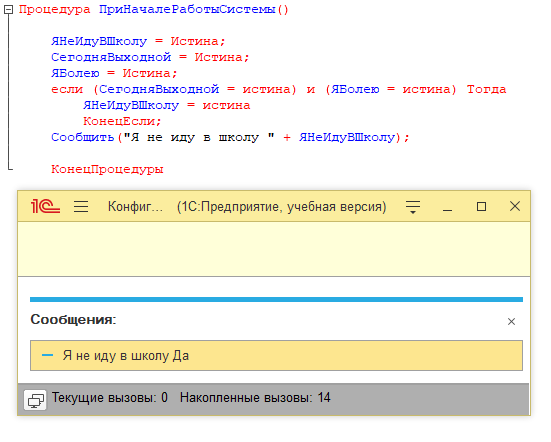 Процедура ПриНачалеРаботыСистемы()
ЯНеИдуВШколу = Истина;
СегодняВыходной = Истина;
ЯБолею = Истина;
если (СегодняВыходной = истина) и (ЯБолею = истина) Тогда
ЯНеИдуВШколу = истина
КонецЕсли;
Сообщить("Я не иду в школу " + ЯНеИдуВШколу);
КонецПроцедуры
1С Конфиг... (1С:Предприятие, учебная версия)
Сообщения:
Я не иду в школу Да
Текущие вызовы: 0 Накопленные вызовы: 14